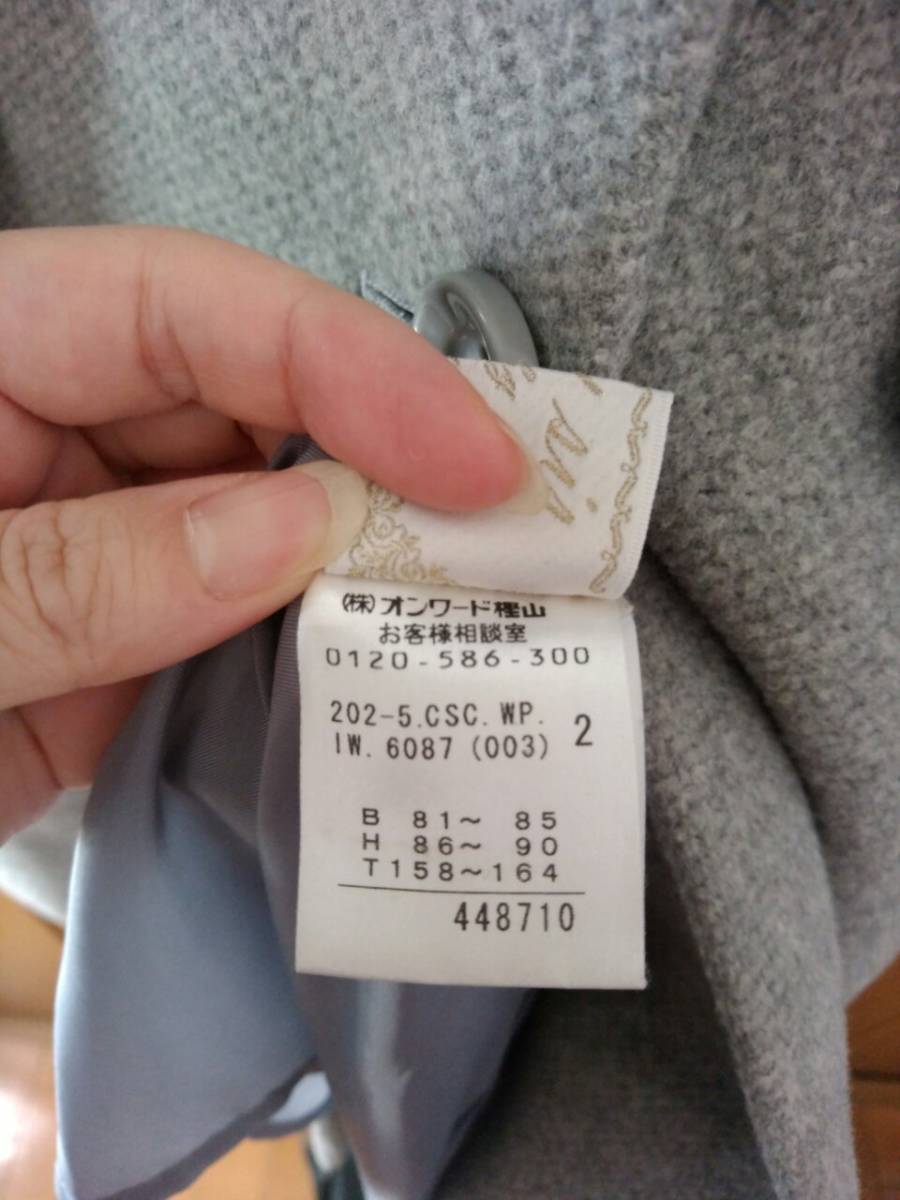 ㈱オンワード樫山
お客様相談室
0120-586-300
202-5.CSC.WP.
IW.6087 (003) 2
B 81～ 85
H 86～ 90
T158～164
448710